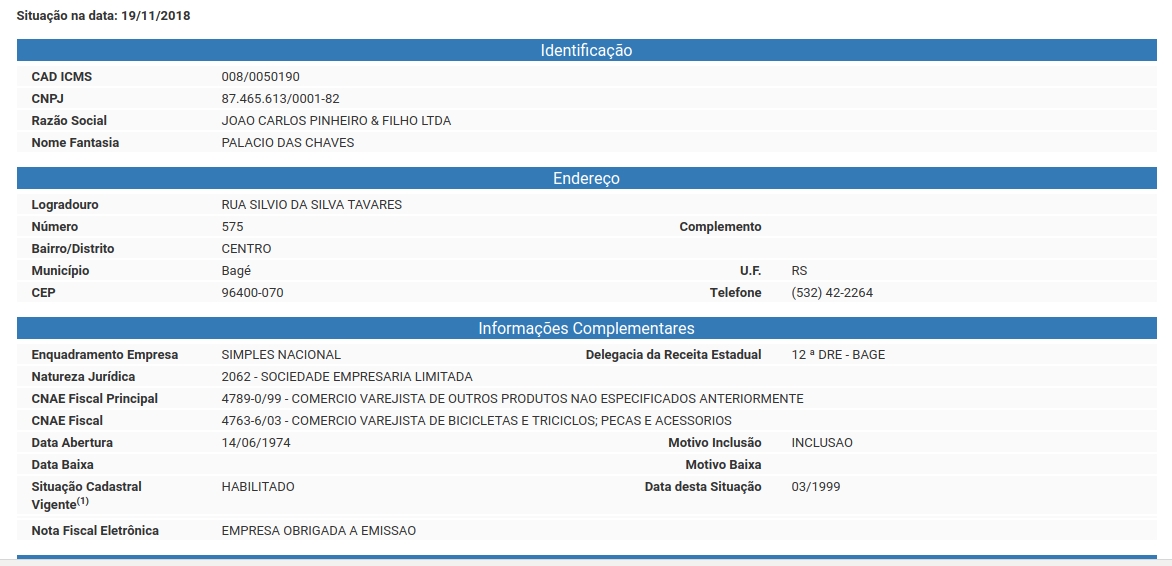 Situação na data: 19/11/2018
Identificação
CAD ICMS 008/0050190
CNPJ 87.465.613/0001-82
Razão Social JOAO CARLOS PINHEIRO & FILHO LTDA
Nome Fantasia PALACIO DAS CHAVES
Endereço
Logradouro RUA SILVIO DA SILVA TAVARES
Número 575 Complemento
Bairro/Distrito CENTRO
Município Bagé U.F. RS
CEP 96400-070 Telefone (532) 42-2264
Informações Complementares
Enquadramento Empresa SIMPLES NACIONAL Delegacia da Receita Estadual 12 ª DRE - BAGE
Natureza Jurídica 2062 - SOCIEDADE EMPRESARIA LIMITADA
CNAE Fiscal Principal 4789-0/99 - COMERCIO VAREJISTA DE OUTROS PRODUTOS NAO ESPECIFICADOS ANTERIORMENTE
CNAE Fiscal 4763-6/03 - COMERCIO VAREJISTA DE BICICLETAS E TRICICLOS; PECAS E ACESSORIOS
Data Abertura 14/06/1974 Motivo Inclusão INCLUSAO
Data Baixa Motivo Baixa
Situação Cadastral HABILITADO Data desta Situação 03/1999
Vigente(1)
Nota Fiscal Eletrônica EMPRESA OBRIGADA A EMISSAO